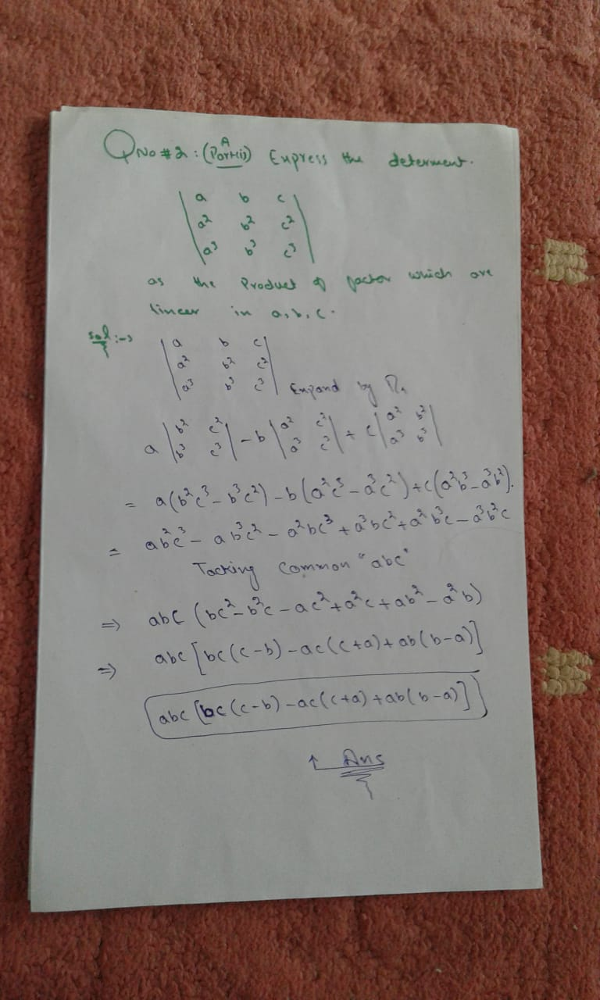 QNo#2: (Part(i)) A Express the determent.
| a b c |
| a² b² c² |
| a³ b³ c³ |
as the Product of factor which are
linear in a, b, c.
Sol :→
| a b c |
| a² b² c² |
| a³ b³ c³ | Expand by R₁
a | b² c² | - b | a² c² | + c | a² b² |
| b³ c³ | | a³ c³ | | a³ b³ |
= a(b²c³ - b³c²) - b(a²c³ - a³c²) + c(a²b³ - a³b²).
= ab²c³ - ab³c² - a²bc³ + a³bc² + a²b³c - a³b²c
Tacking Common "abc"
⇒ abc (bc² - b²c - ac² + a²c + ab² - a²b)
⇒ abc [bc(c-b) - ac(c+a) + ab(b-a)]
abc [bc(c-b) - ac(c+a) + ab(b-a)]
↑ Ans